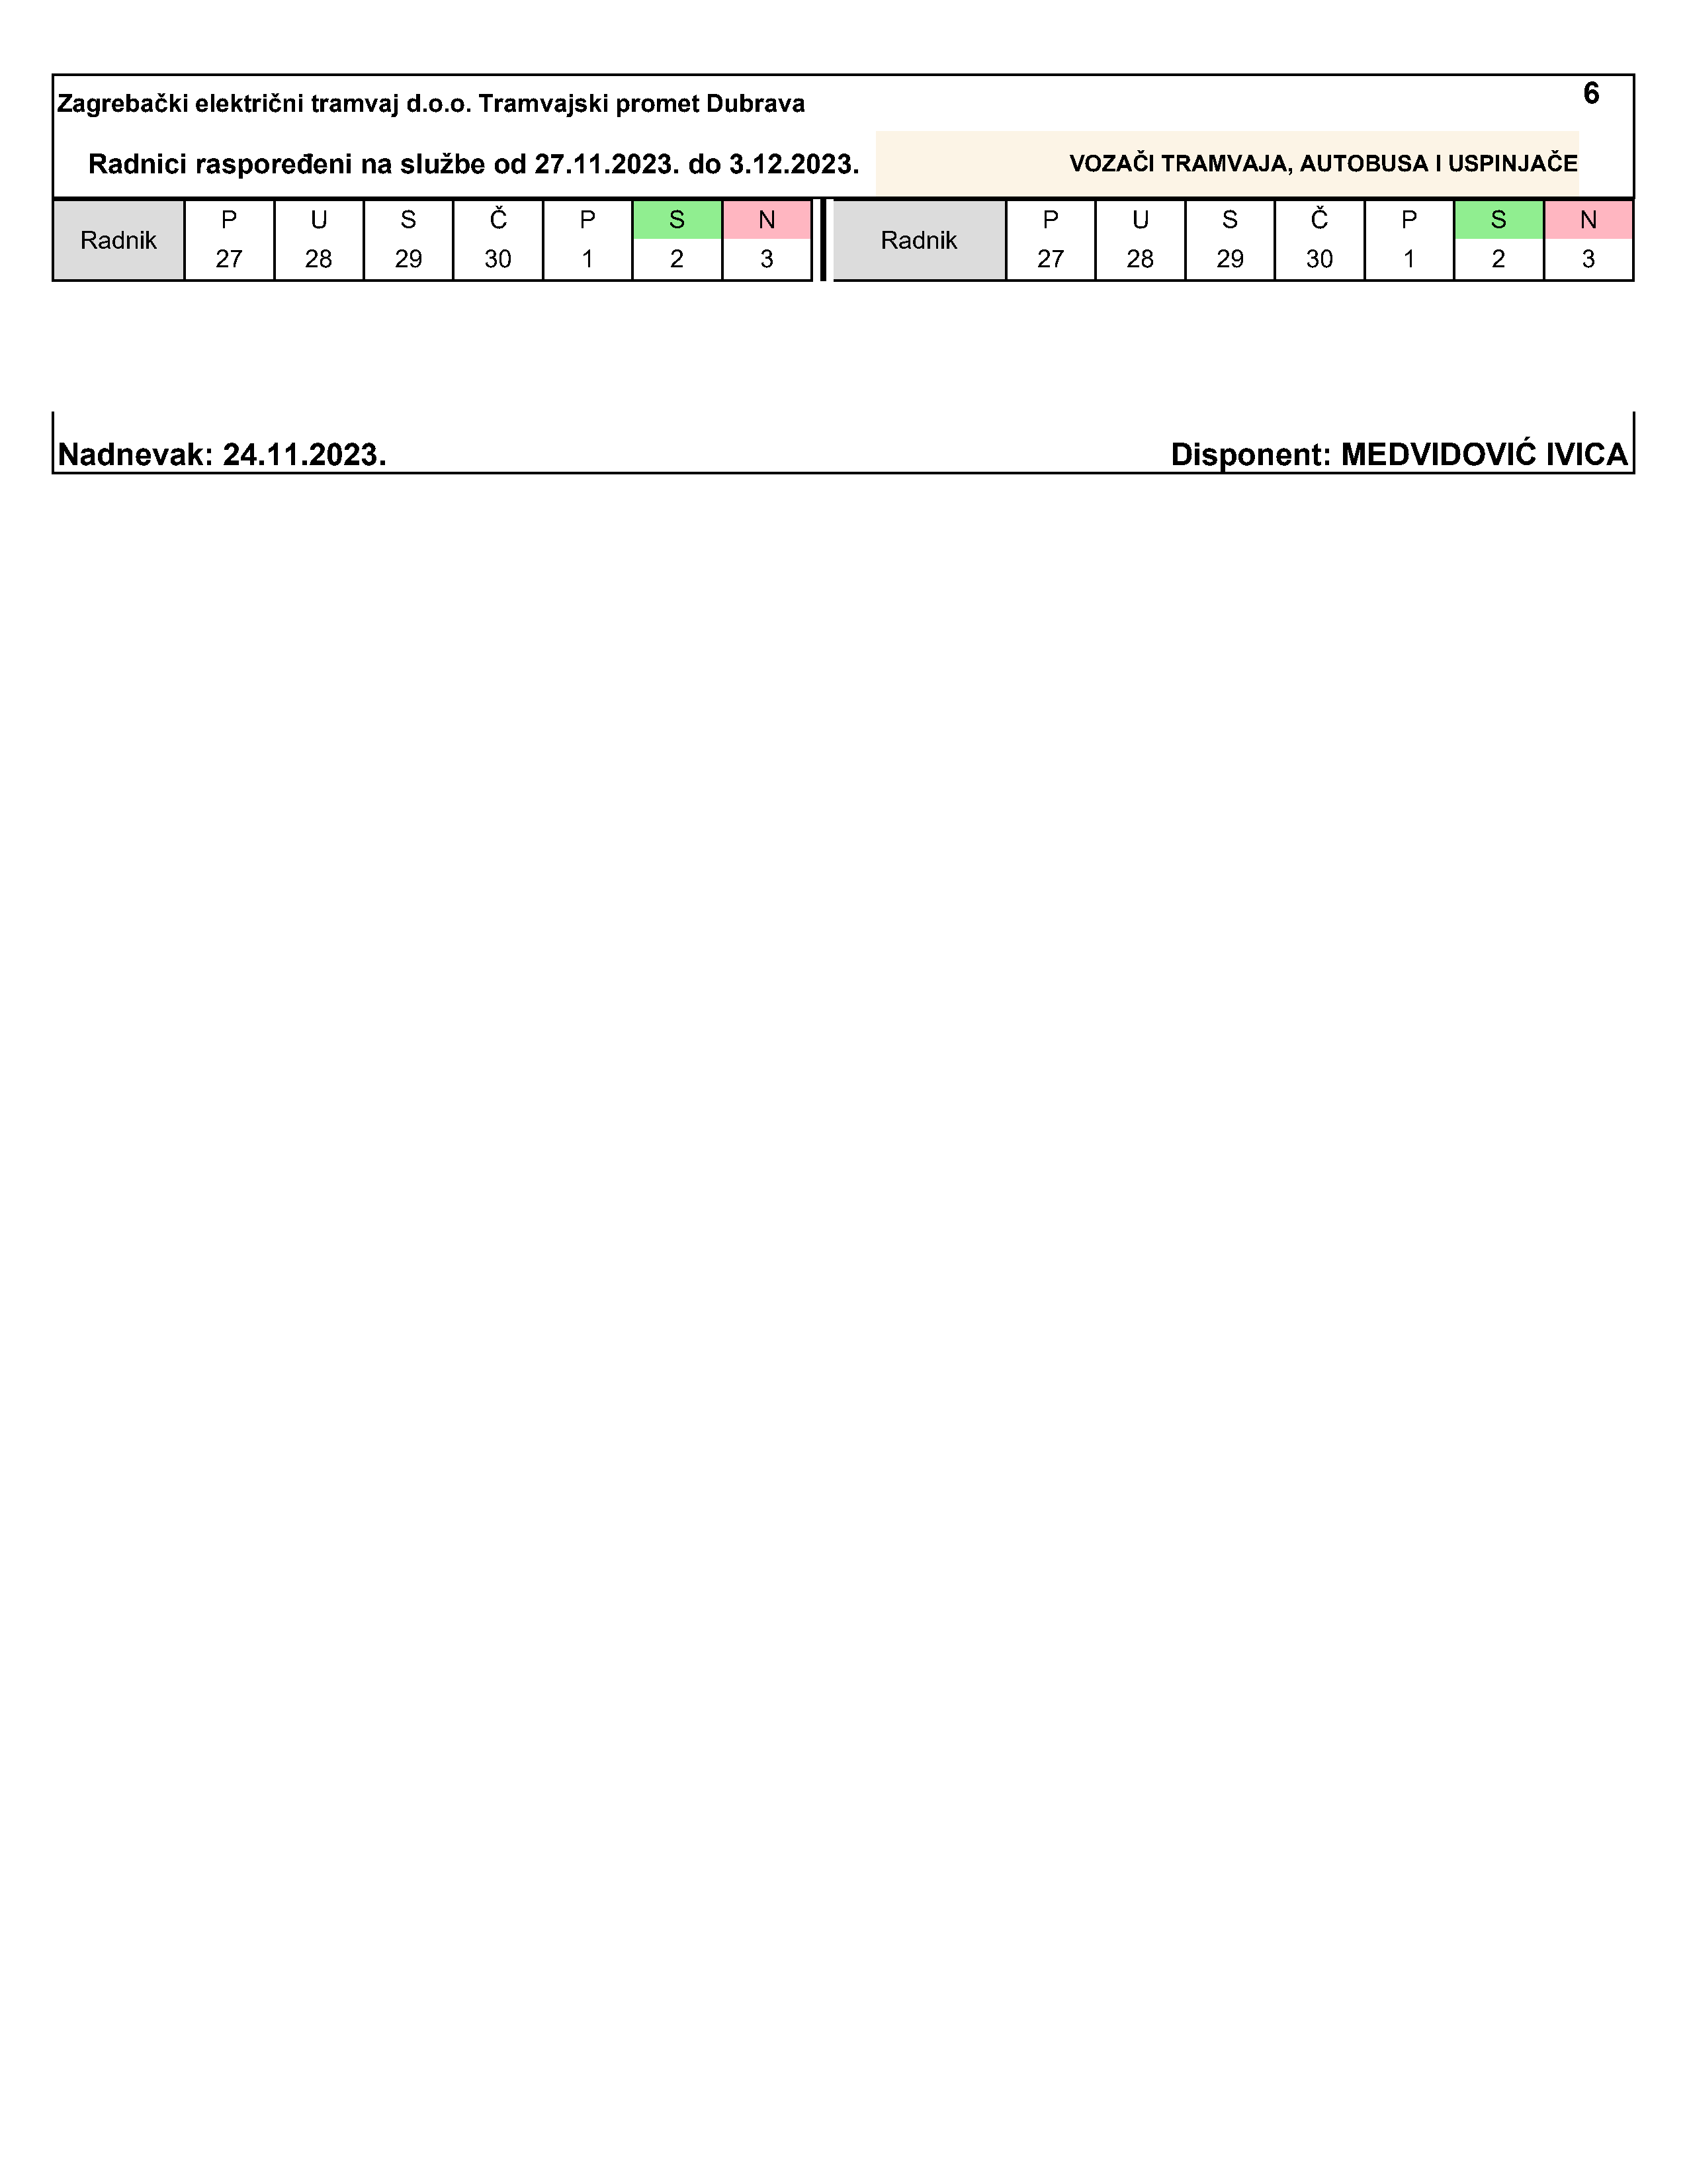 6
Zagrebački električni tramvaj d.o.o. Tramvajski promet Dubrava
Radnici raspoređeni na službe od 27.11.2023. do 3.12.2023. VOZAČI TRAMVAJA, AUTOBUSA I USPINJAČE
Radnik P U S Č P S N Radnik P U S Č P S N
27 28 29 30 1 2 3 27 28 29 30 1 2 3
Nadnevak: 24.11.2023. Disponent: MEDVIDOVIĆ IVICA